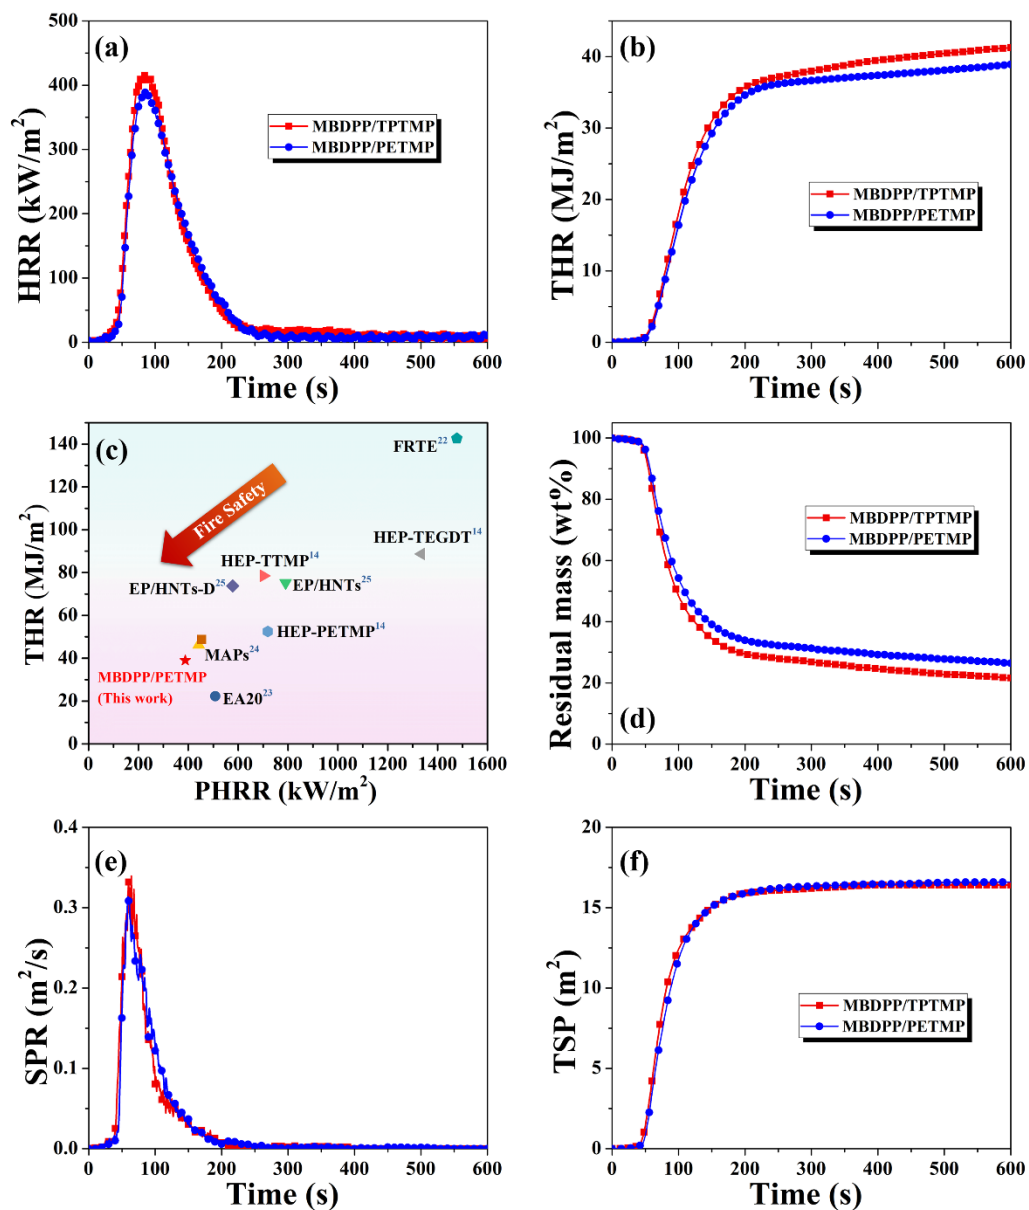 (a)
500
400
300
200
100
0
0 100 200 300 400 500 600
HRR (kW/m²)
Time (s)
MBDPP/TPTMP
MBDPP/PETMP
(b)
40
30
20
10
0
0 100 200 300 400 500 600
THR (MJ/m²)
Time (s)
MBDPP/TPTMP
MBDPP/PETMP
(c)
140
120
100
80
60
40
20
0
0 200 400 600 800 1000 1200 1400 1600
THR (MJ/m²)
PHRR (kW/m²)
Fire Safety
FRTE²²
HEP-TEGDT¹⁴
HEP-TTMP¹⁴
EP/HNTs-D²⁵
EP/HNTs²⁵
HEP-PETMP¹⁴
MAPs²⁴
MBDPP/PETMP
(This work)
EA20²³
(d)
100
80
60
40
20
0
0 100 200 300 400 500 600
Residual mass (wt%)
Time (s)
MBDPP/TPTMP
MBDPP/PETMP
(e)
0.4
0.3
0.2
0.1
0.0
0 100 200 300 400 500 600
SPR (m²/s)
Time (s)
(f)
20
15
10
5
0
0 100 200 300 400 500 600
TSP (m²)
Time (s)
MBDPP/TPTMP
MBDPP/PETMP